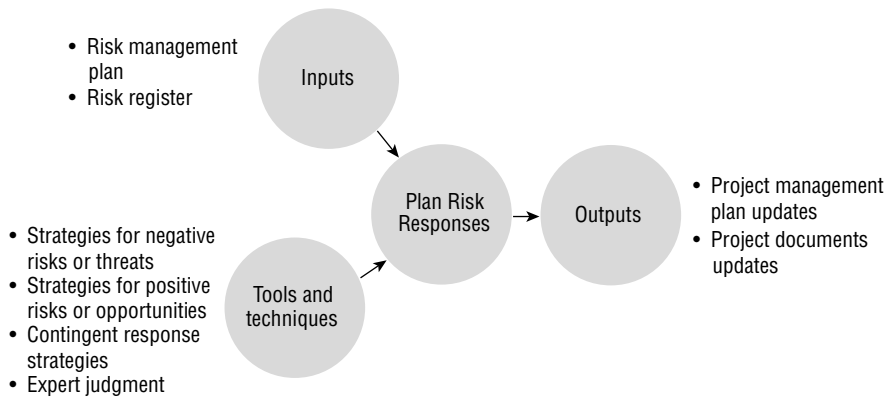 • Risk management
plan
• Risk register
Inputs
Plan Risk
Responses
Outputs
• Project management
plan updates
• Project documents
updates
• Strategies for negative
risks or threats
• Strategies for positive
risks or opportunities
• Contingent response
strategies
• Expert judgment
Tools and
techniques